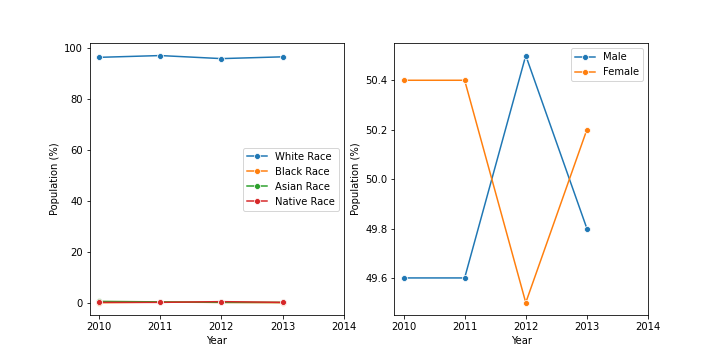 100
80
60
40
20
0
Population (%)
2010 2011 2012 2013 2014
Year
White Race
Black Race
Asian Race
Native Race
50.4
50.2
50.0
49.8
49.6
Population (%)
2010 2011 2012 2013 2014
Year
Male
Female